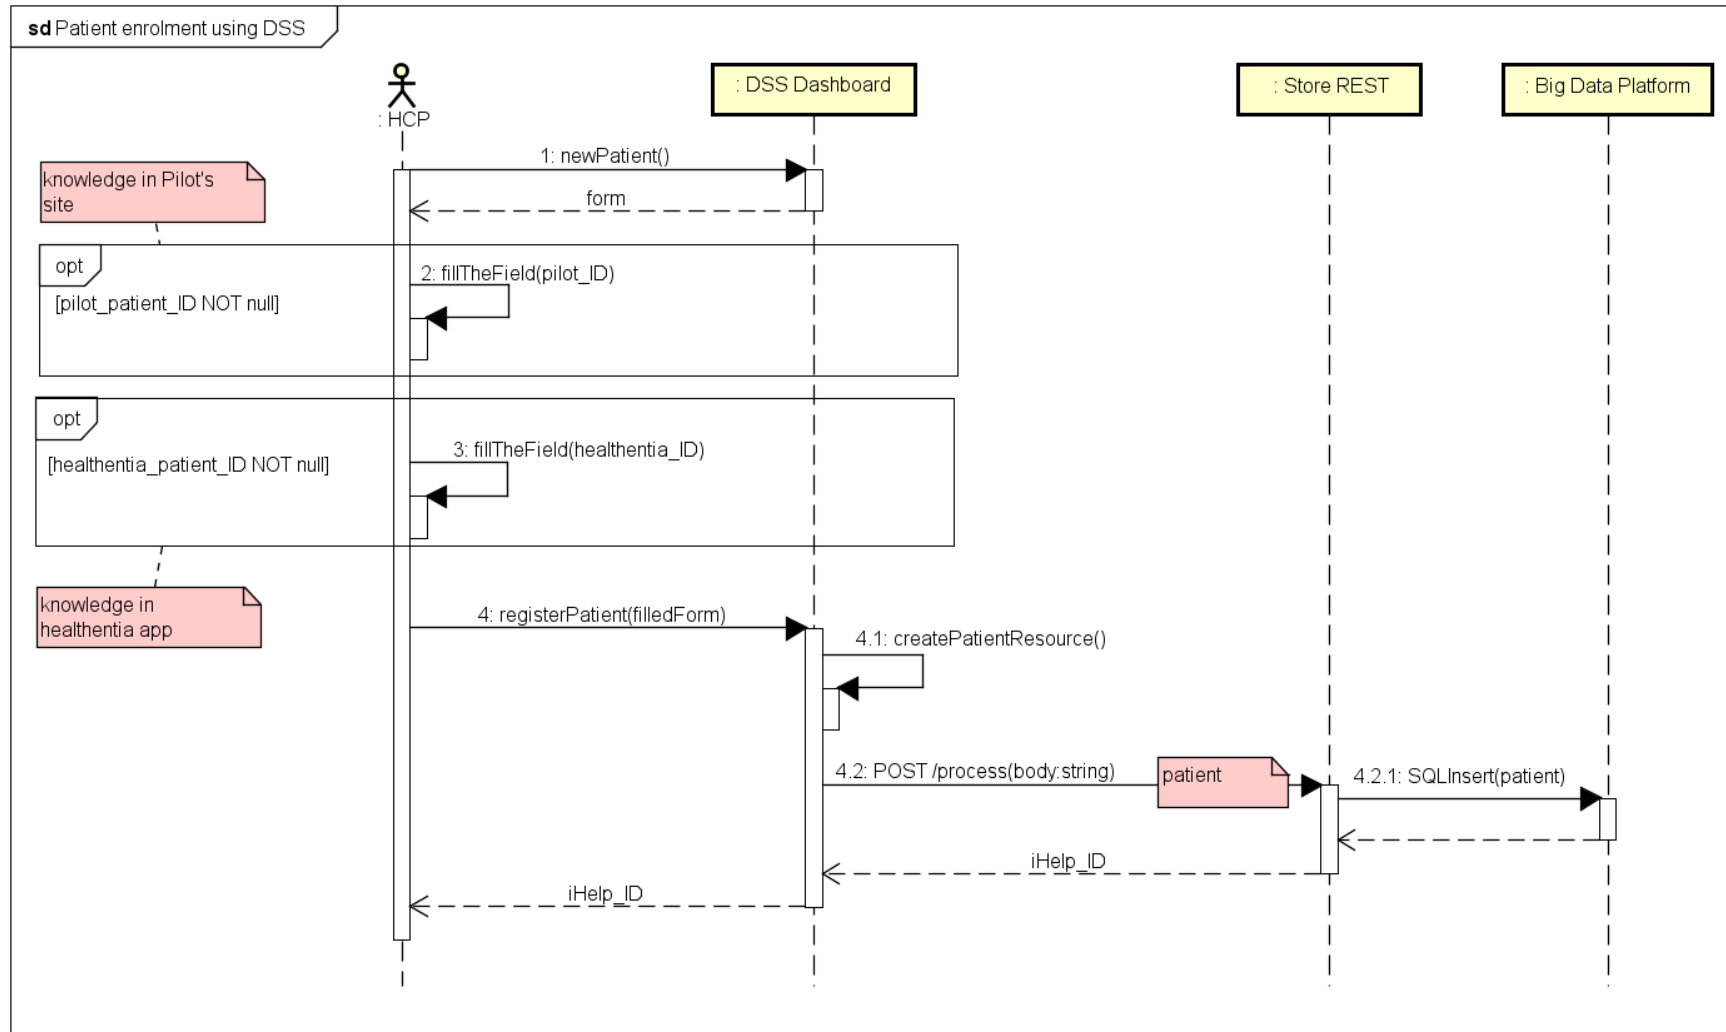 sd Patient enrolment using DSS
: HCP
: DSS Dashboard
: Store REST
: Big Data Platform
1: newPatient()
knowledge in Pilot's
site
form
opt
2: fillTheField(pilot_ID)
[pilot_patient_ID NOT null]
opt
3: fillTheField(healthentia_ID)
[healthentia_patient_ID NOT null]
knowledge in
healthentia app
4: registerPatient(filledForm)
4.1: createPatientResource()
4.2: POST /process(body:string)
patient
4.2.1: SQLInsert(patient)
iHelp_ID
iHelp_ID